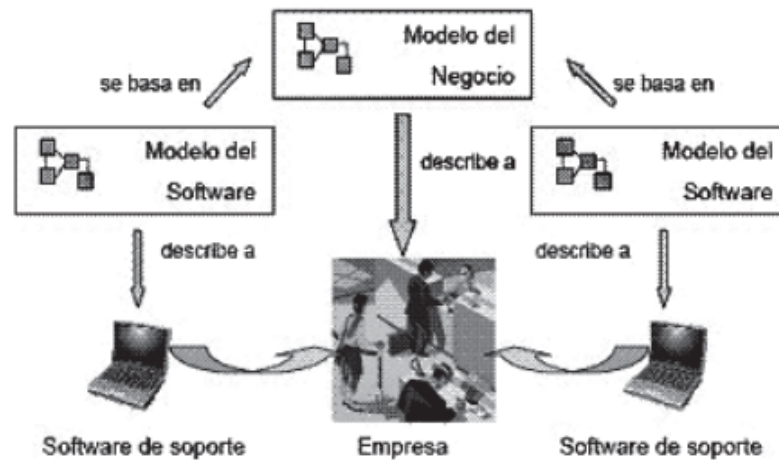 Modelo del
Negocio
se basa en
se basa en
Modelo del
Software
describe a
Modelo del
Software
describe a
describe a
Software de soporte
Empresa
Software de soporte